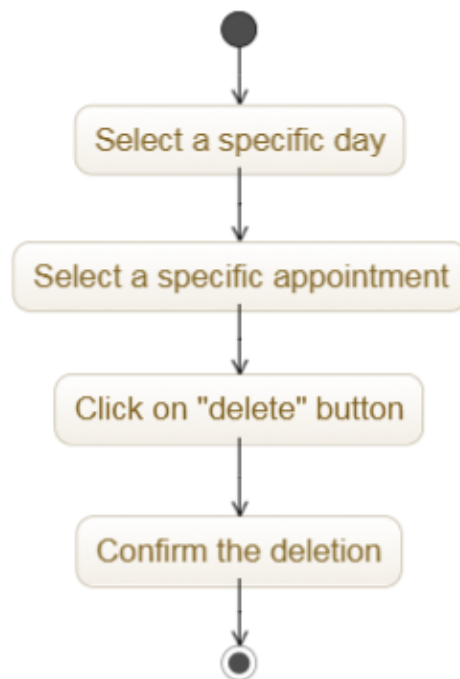 Select a specific day
Select a specific appointment
Click on "delete" button
Confirm the deletion